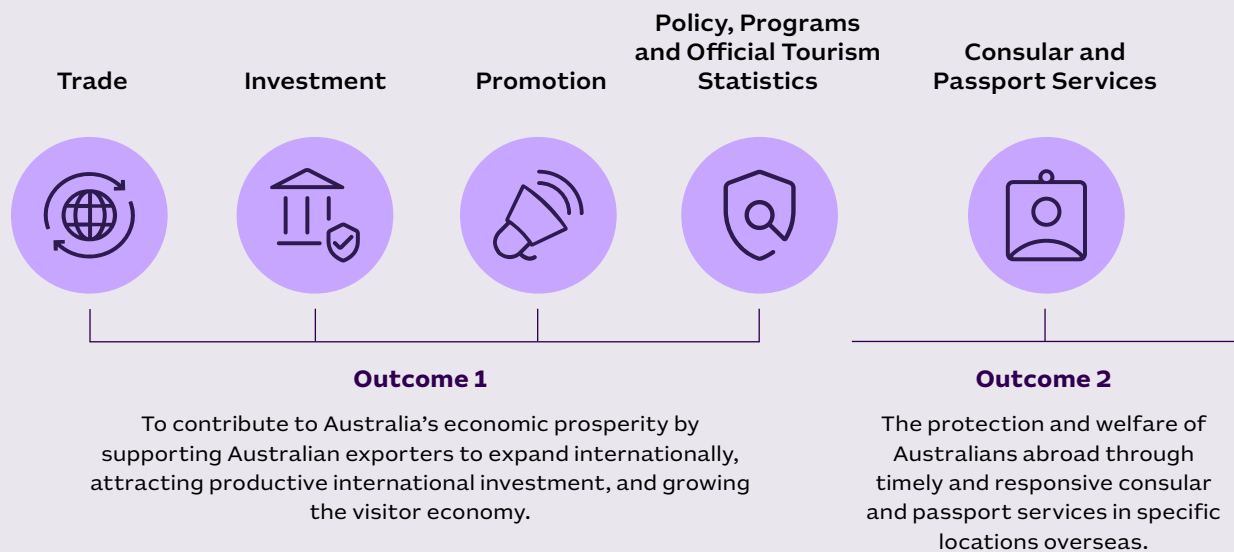 Trade
Investment
Promotion
Policy, Programs
and Official Tourism
Statistics
Consular and
Passport Services
Outcome 1
To contribute to Australia’s economic prosperity by
supporting Australian exporters to expand internationally,
attracting productive international investment, and growing
the visitor economy.
Outcome 2
The protection and welfare of
Australians abroad through
timely and responsive consular
and passport services in specific
locations overseas.